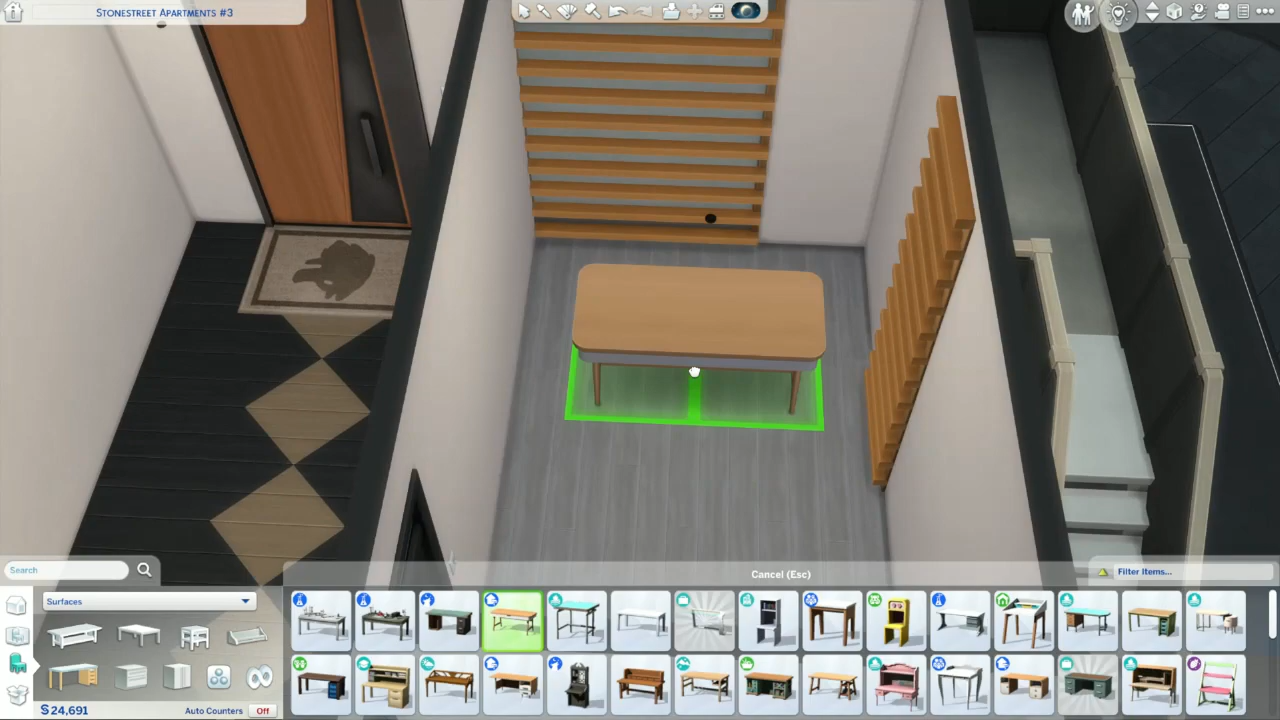 Stonestreet Apartments #3
Cancel (Esc)
Search
Filter Items...
Surfaces
§24,691
Auto Counters
Off